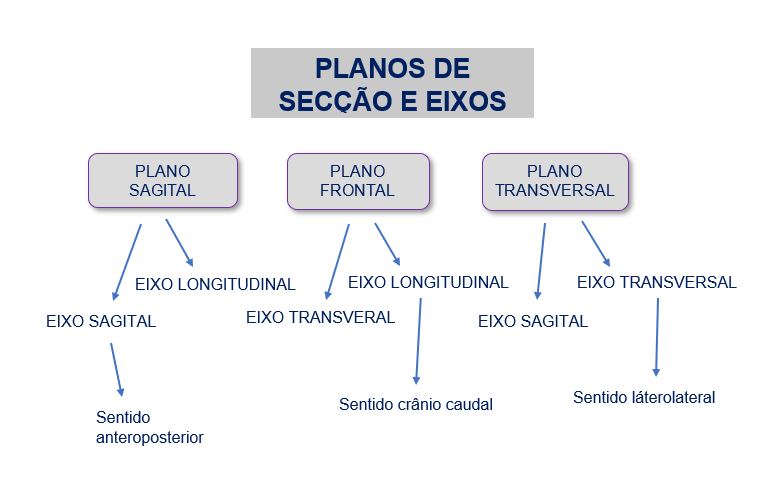 PLANOS DE
SECÇÃO E EIXOS
PLANO
SAGITAL
PLANO
FRONTAL
PLANO
TRANSVERSAL
EIXO LONGITUDINAL
EIXO SAGITAL
EIXO LONGITUDINAL
EIXO TRANSVERAL
EIXO TRANSVERSAL
EIXO SAGITAL
Sentido
anteroposterior
Sentido crânio caudal
Sentido láterolateral